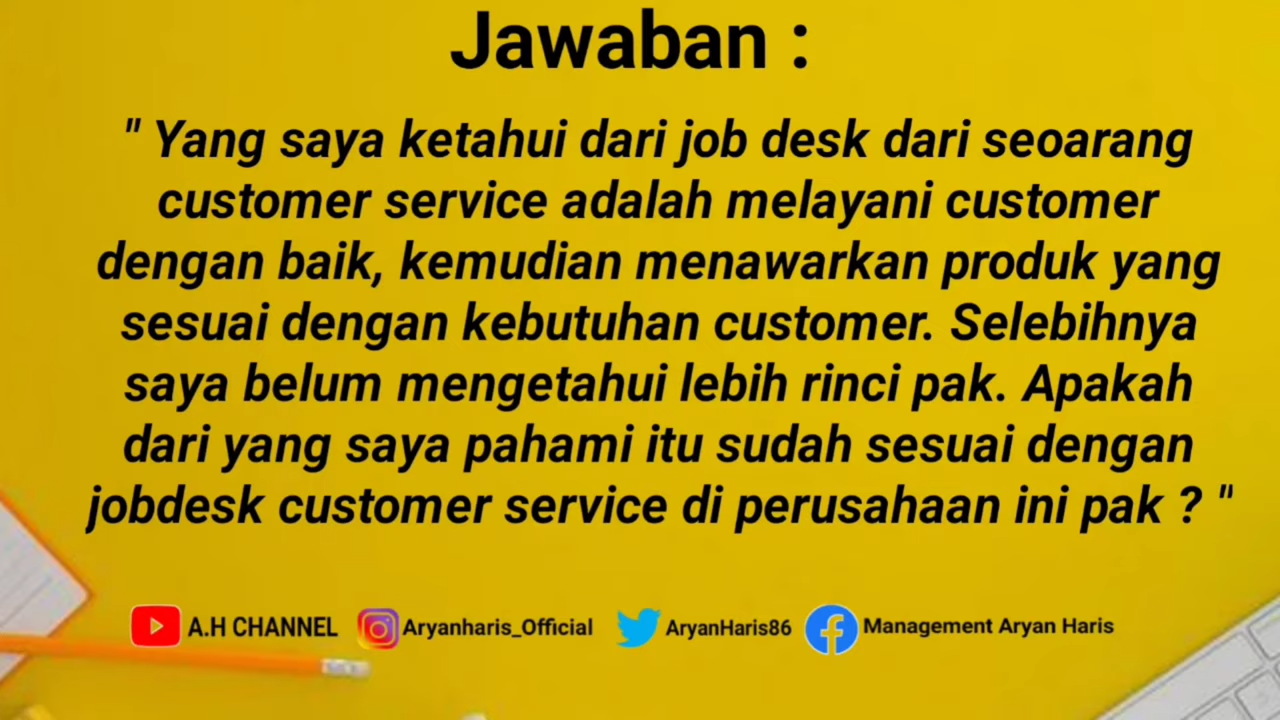 Jawaban :
" Yang saya ketahui dari job desk dari seoarang
customer service adalah melayani customer
dengan baik, kemudian menawarkan produk yang
sesuai dengan kebutuhan customer. Selebihnya
saya belum mengetahui lebih rinci pak. Apakah
dari yang saya pahami itu sudah sesuai dengan
jobdesk customer service di perusahaan ini pak ? "
A.H CHANNEL Aryanharis_Official AryanHaris86 Management Aryan Haris